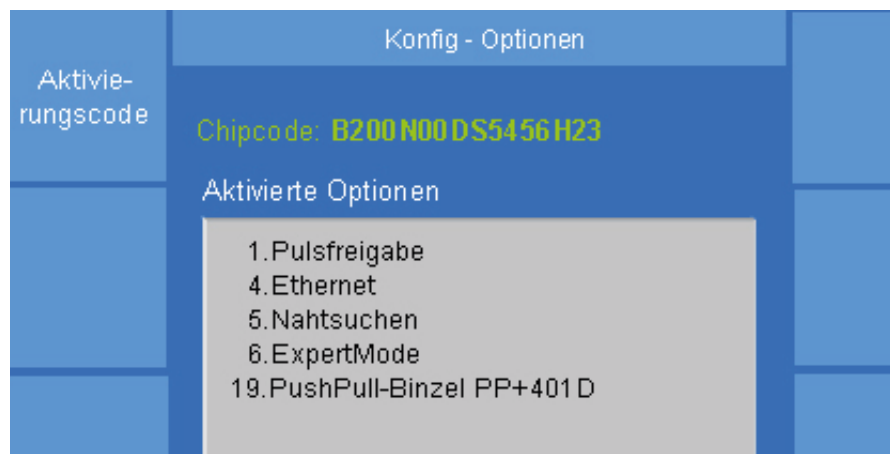 Konfig - Optionen
Aktivie-
rungscode
Chipcode: B200N00DS5456H23
Aktivierte Optionen
1.Pulsfreigabe
4.Ethernet
5.Nahtsuchen
6.ExpertMode
19.PushPull-Binzel PP+401D